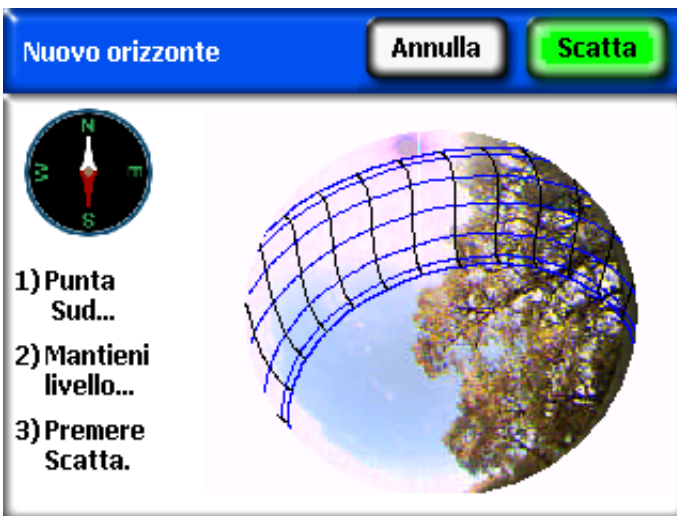 Nuovo orizzonte
Annulla
Scatta
N
W
E
S
1) Punta
Sud...
2) Mantieni
livello...
3) Premere
Scatta.